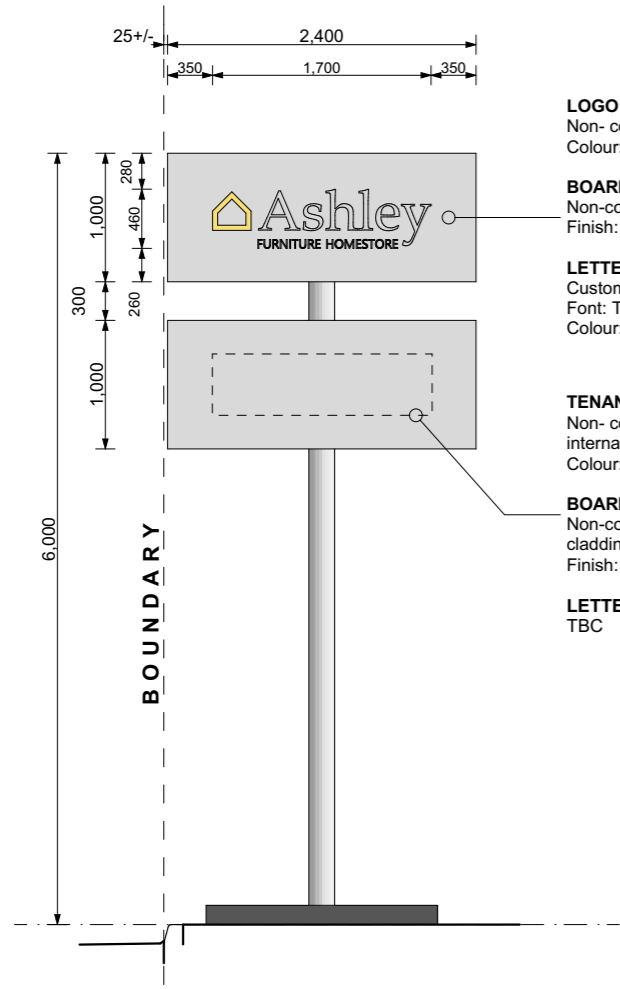 25+/-
2,400
350
1,700
350
280
460
260
1,000
300
1,000
6,000
Ashley
FURNITURE HOMESTORE
BOUNDARY
LOGO
Non- co
Colour:
BOARD
Non-co
Finish:
LETTE
Custom
Font: T
Colour:
TENAN
Non- co
interna
Colour:
BOARD
Non-co
claddin
Finish:
LETTE
TBC